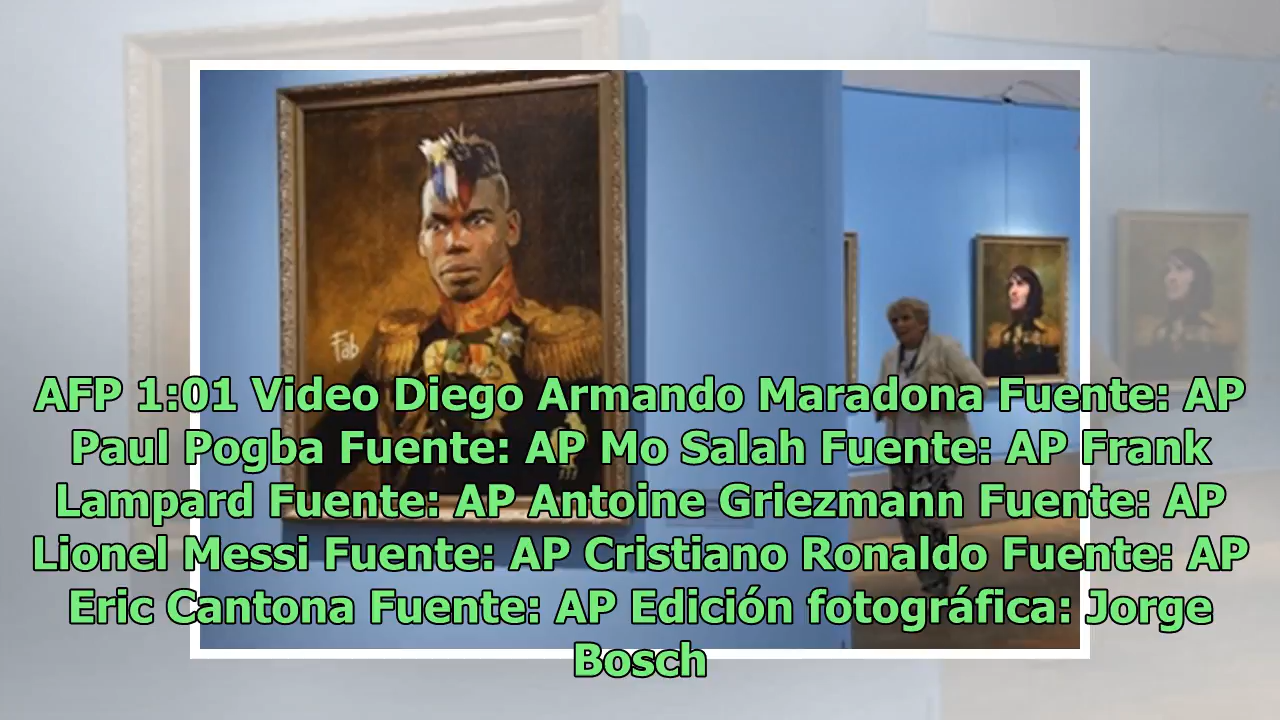 Fab
AFP 1:01 Video Diego Armando Maradona Fuente: AP
Paul Pogba Fuente: AP Mo Salah Fuente: AP Frank
Lampard Fuente: AP Antoine Griezmann Fuente: AP
Lionel Messi Fuente: AP Cristiano Ronaldo Fuente: AP
Eric Cantona Fuente: AP Edición fotográfica: Jorge
Bosch